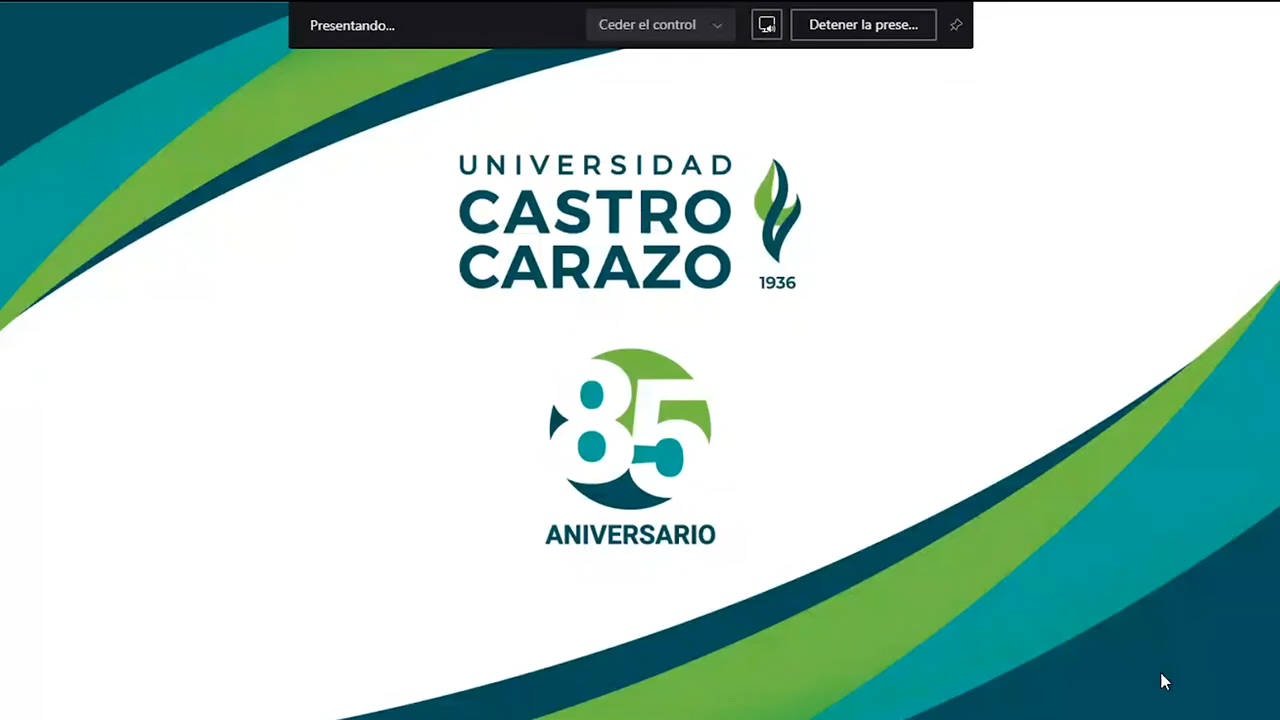 Presentando...
Ceder el control
Detener la prese...
UNIVERSIDAD
CASTRO
CARAZO
1936
85
ANIVERSARIO